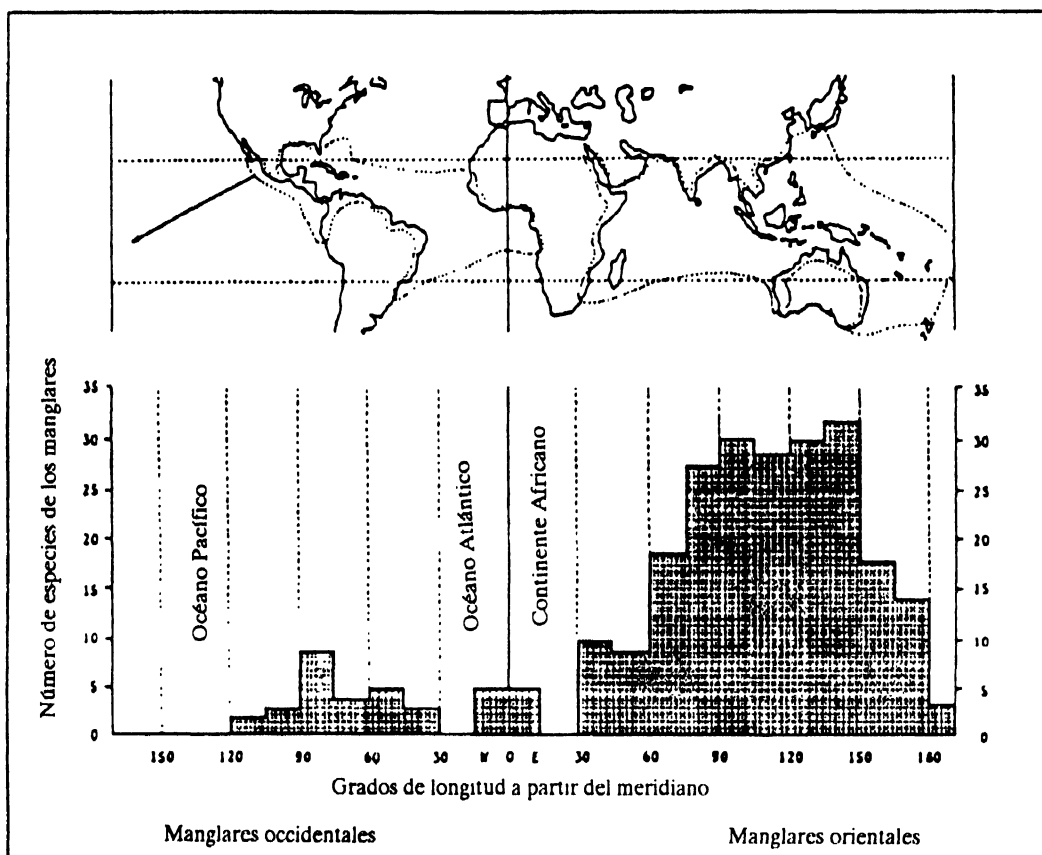 Número de especies de los manglares
35
30
25
20
15
10
5
0
Océano Pacífico
Océano Atlántico
Continente Africano
35
30
25
20
15
10
5
0
150 120 90 60 30 W 0 E 30 60 90 120 150 180
Grados de longitud a partir del meridiano
Manglares occidentales Manglares orientales